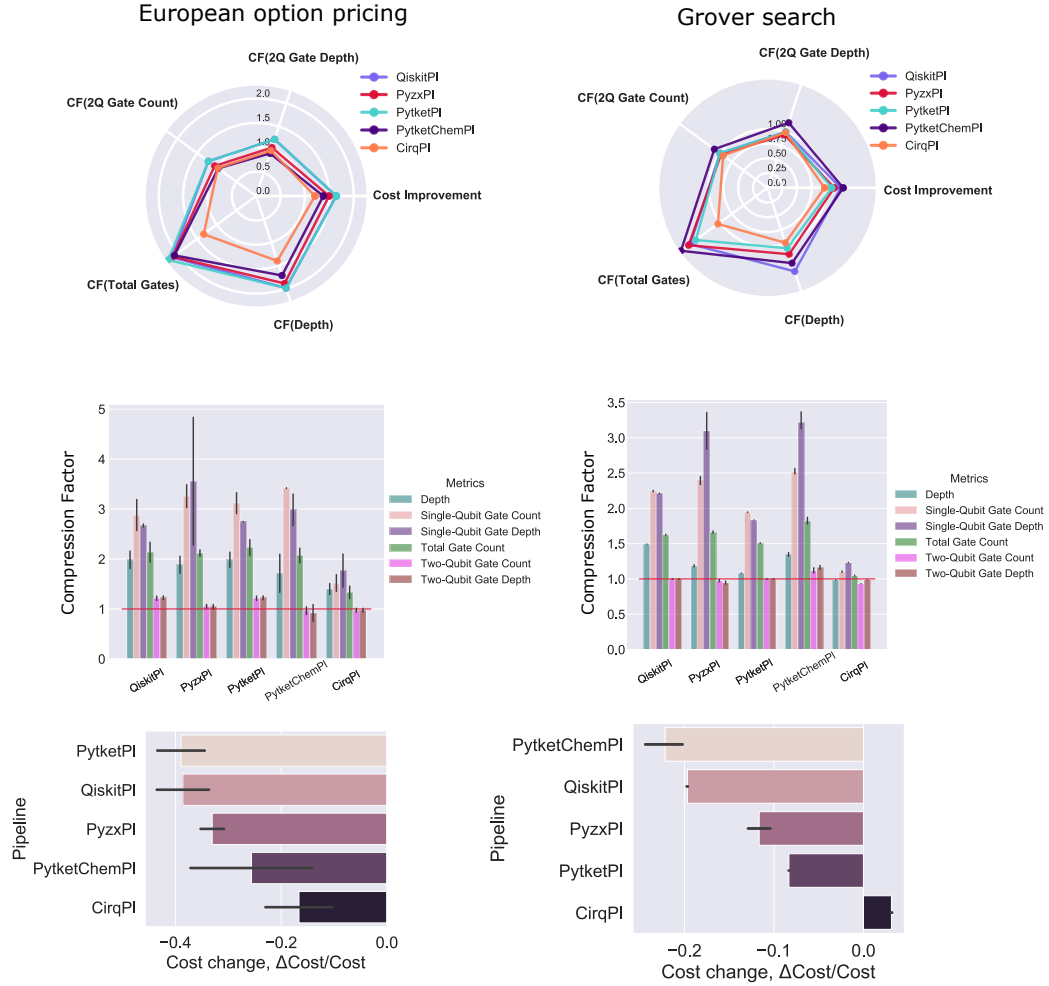 European option pricing
CF(2Q Gate Depth)
CF(2Q Gate Count)
2.0
1.5
1.0
0.5
0.0
QiskitPI
PyzxPI
PytketPI
PytketChemPI
CirqPI
Cost Improvement
CF(Total Gates)
CF(Depth)
Grover search
CF(2Q Gate Depth)
CF(2Q Gate Count)
1.00
0.75
0.50
0.25
0.00
QiskitPI
PyzxPI
PytketPI
PytketChemPI
CirqPI
Cost Improvement
CF(Total Gates)
CF(Depth)
Compression Factor
5
4
3
2
1
0
QiskitPI
PyzxPI
PytketPI
PytketChemPI
CirqPI
Metrics
Depth
Single-Qubit Gate Count
Single-Qubit Gate Depth
Total Gate Count
Two-Qubit Gate Count
Two-Qubit Gate Depth
Compression Factor
3.5
3.0
2.5
2.0
1.5
1.0
0.5
0.0
QiskitPI
PyzxPI
PytketPI
PytketChemPI
CirqPI
Metrics
Depth
Single-Qubit Gate Count
Single-Qubit Gate Depth
Total Gate Count
Two-Qubit Gate Count
Two-Qubit Gate Depth
Pipeline
PytketPI
QiskitPI
PyzxPI
PytketChemPI
CirqPI
−0.4
−0.2
0.0
Cost change, ΔCost/Cost
Pipeline
PytketChemPI
QiskitPI
PyzxPI
PytketPI
CirqPI
−0.2
−0.1
0.0
Cost change, ΔCost/Cost